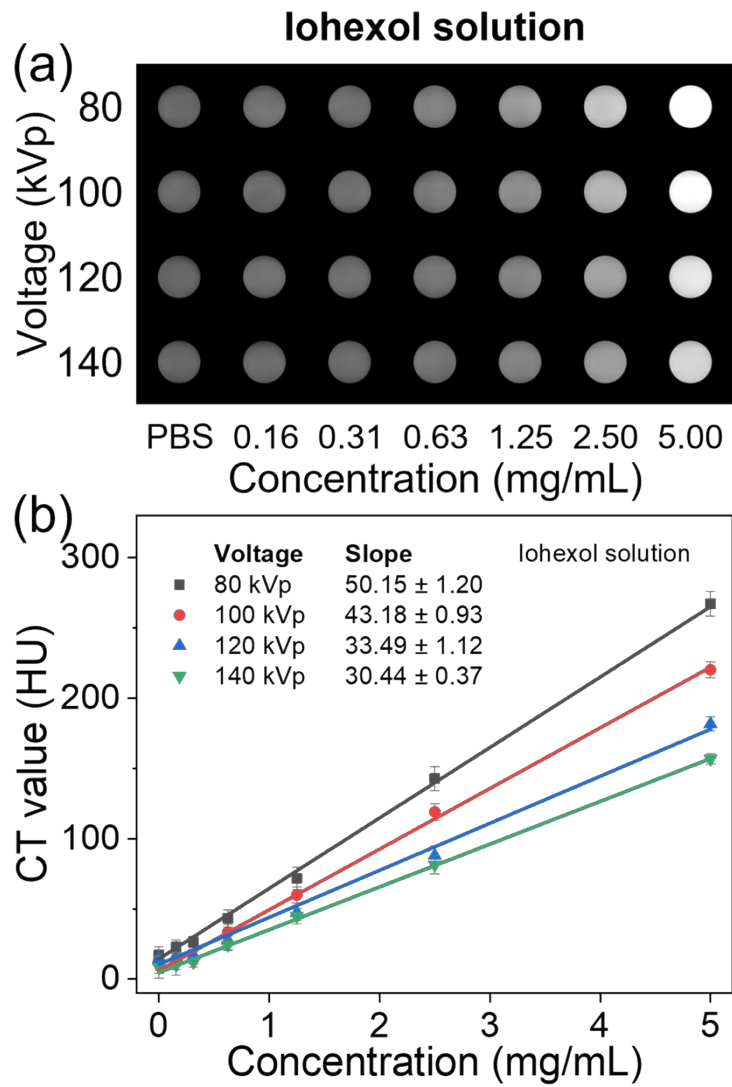 Iohexol solution
(a)
Voltage (kVp)
80
100
120
140
PBS 0.16 0.31 0.63 1.25 2.50 5.00
Concentration (mg/mL)
(b)
CT value (HU)
300
200
100
0
Voltage Slope Iohexol solution
80 kVp 50.15 ± 1.20
100 kVp 43.18 ± 0.93
120 kVp 33.49 ± 1.12
140 kVp 30.44 ± 0.37
0 1 2 3 4 5
Concentration (mg/mL)